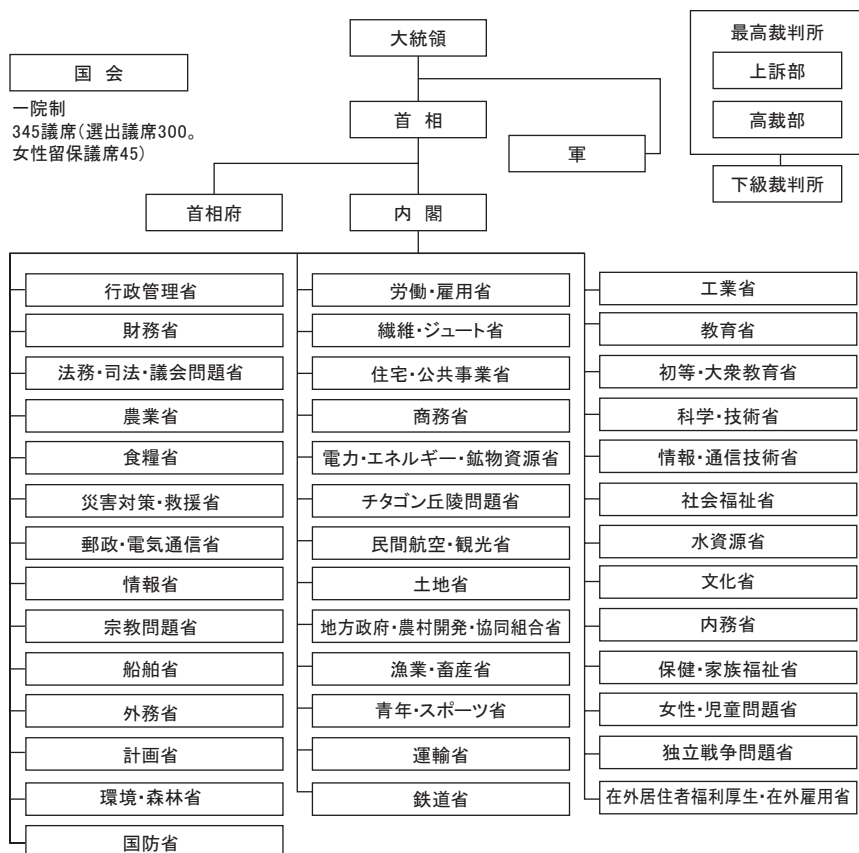 大統領
国 会
一院制
345議席（選出議席300。
女性留保議席45）
首 相
軍
最高裁判所
上訴部
高裁部
下級裁判所
首相府
内 閣
行政管理省
財務省
法務・司法・議会問題省
農業省
食糧省
災害対策・救援省
郵政・電気通信省
情報省
宗教問題省
船舶省
外務省
計画省
環境・森林省
国防省
労働・雇用省
繊維・ジュート省
住宅・公共事業省
商務省
電力・エネルギー・鉱物資源省
チタゴン丘陵問題省
民間航空・観光省
土地省
地方政府・農村開発・協同組合省
漁業・畜産省
青年・スポーツ省
運輸省
鉄道省
工業省
教育省
初等・大衆教育省
科学・技術省
情報・通信技術省
社会福祉省
水資源省
文化省
内務省
保健・家族福祉省
女性・児童問題省
独立戦争問題省
在外居住者福利厚生・在外雇用省